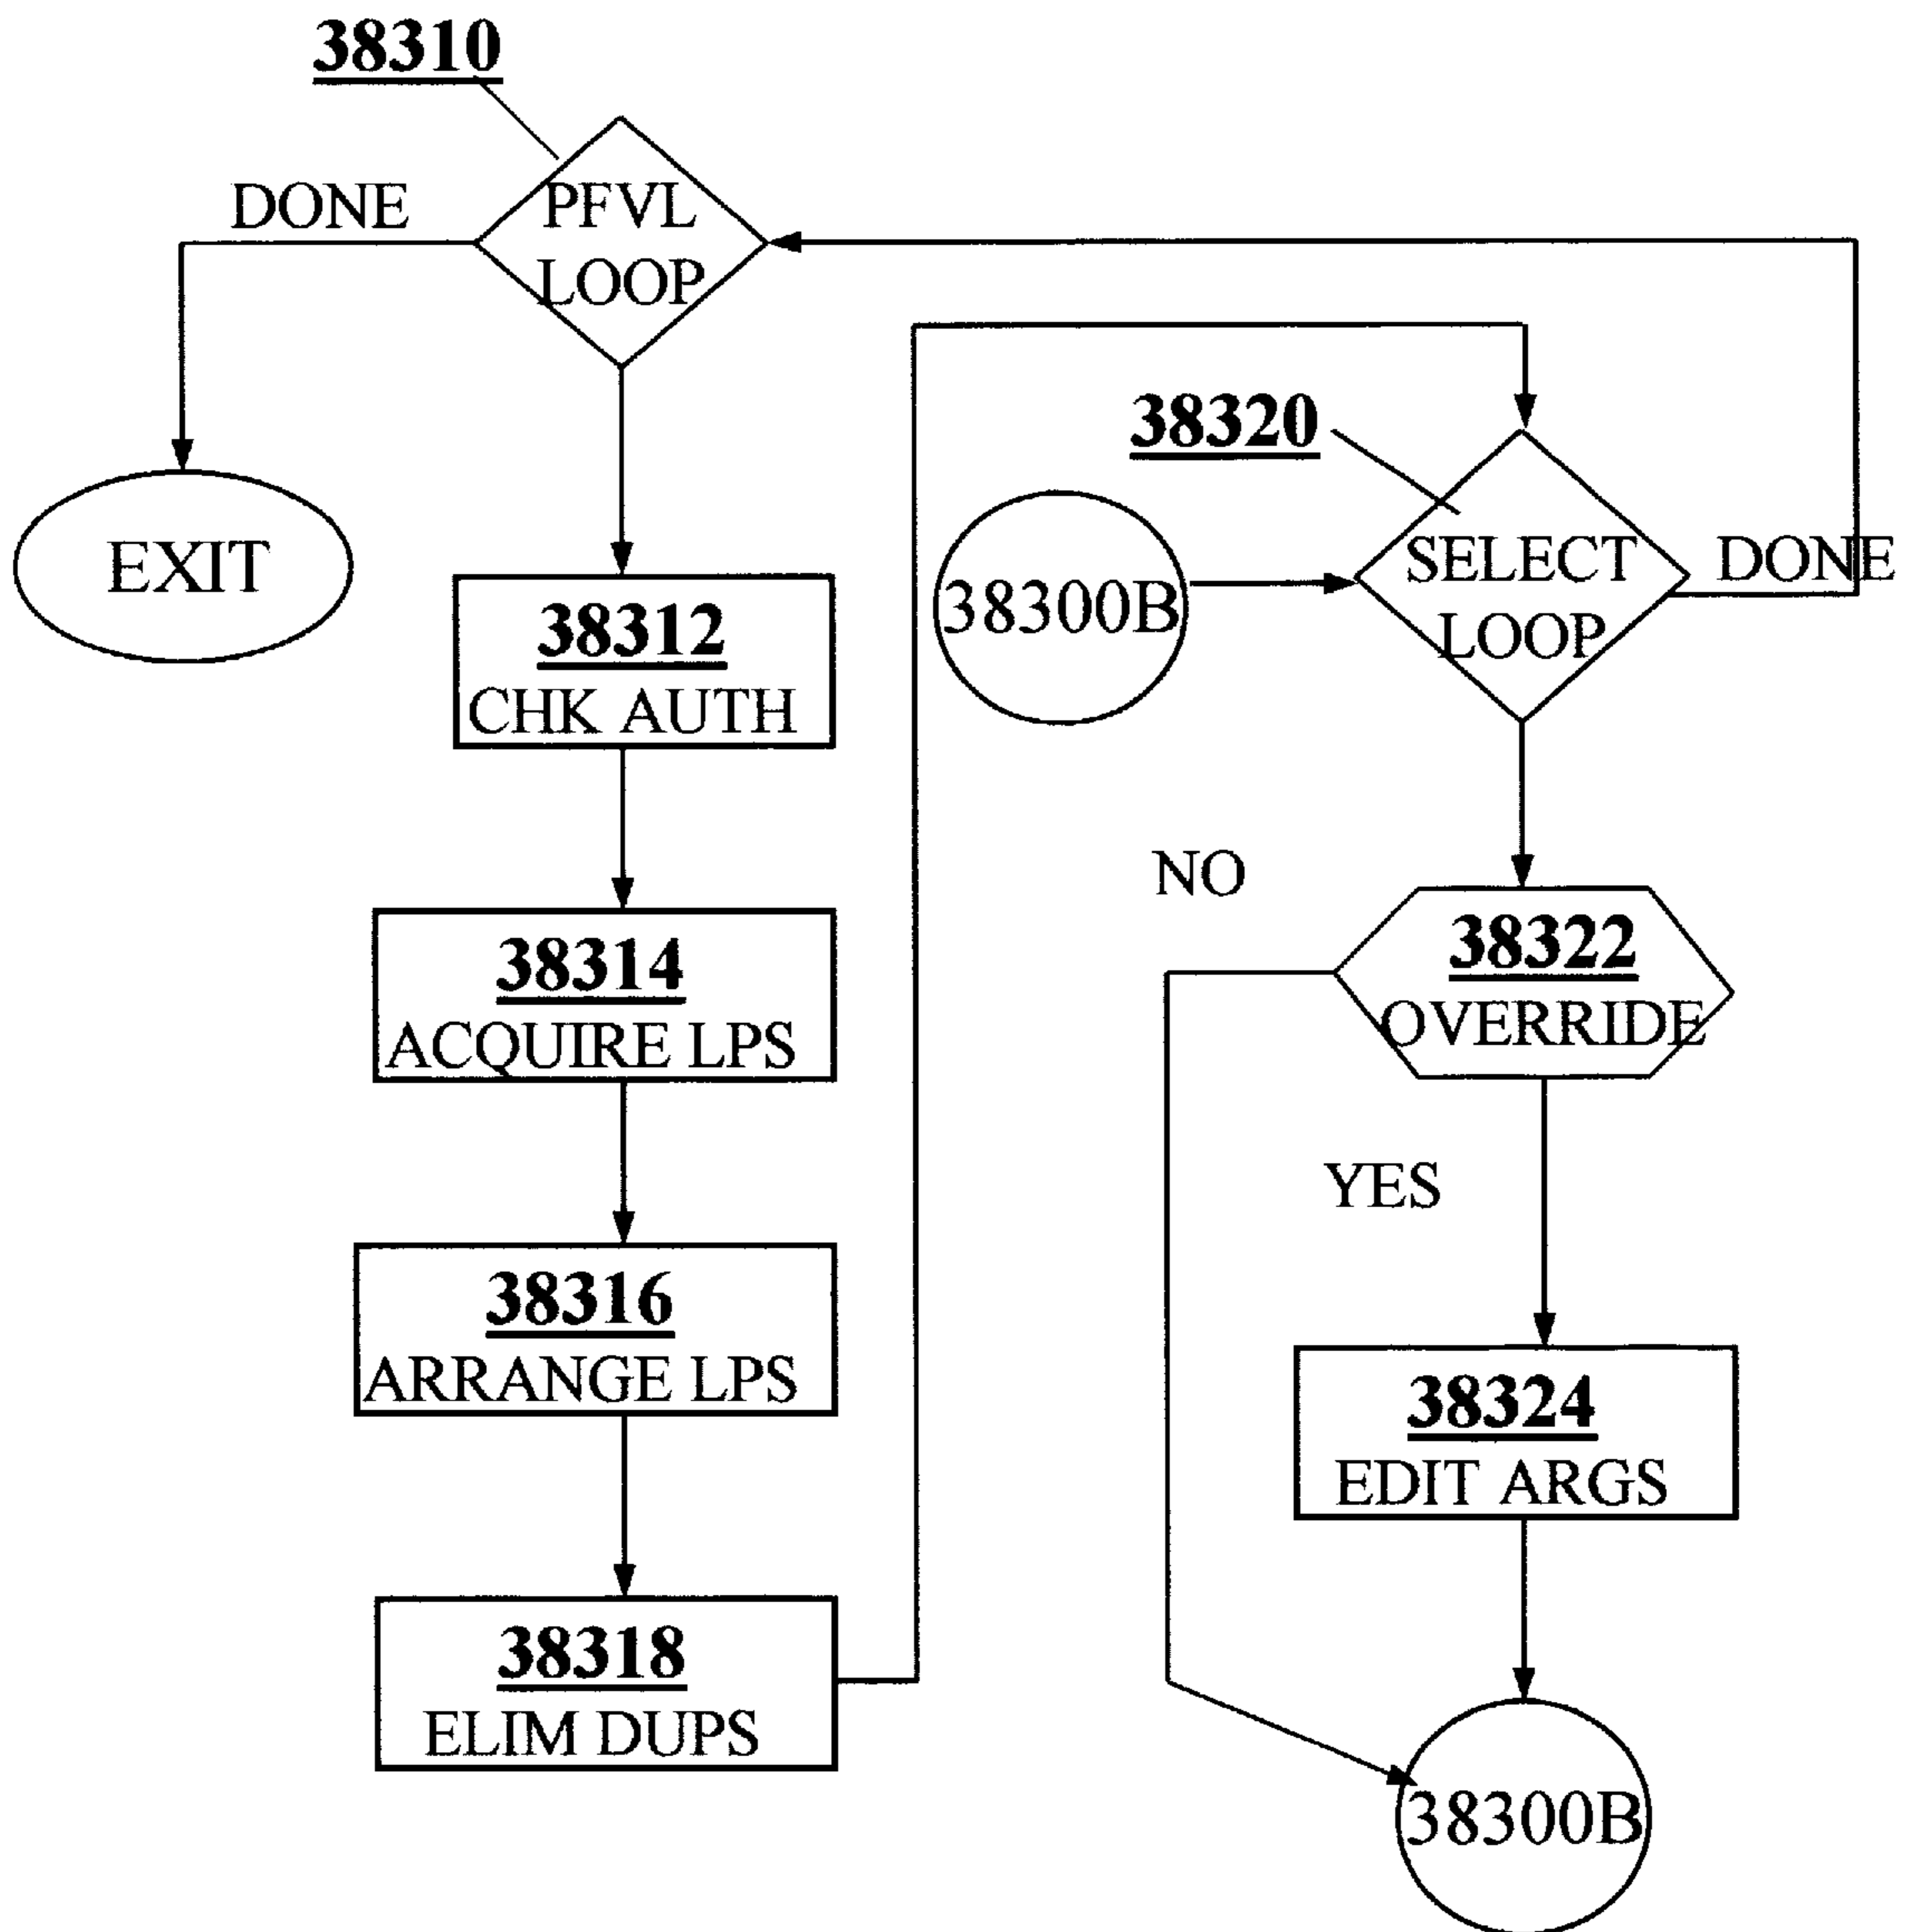 38310
DONE
PFVL
LOOP
EXIT
38312
CHK AUTH
38314
ACQUIRE LPS
38316
ARRANGE LPS
38318
ELIM DUPS
38320
38300B
SELECT
LOOP
DONE
NO
38322
OVERRIDE
YES
38324
EDIT ARGS
38300B